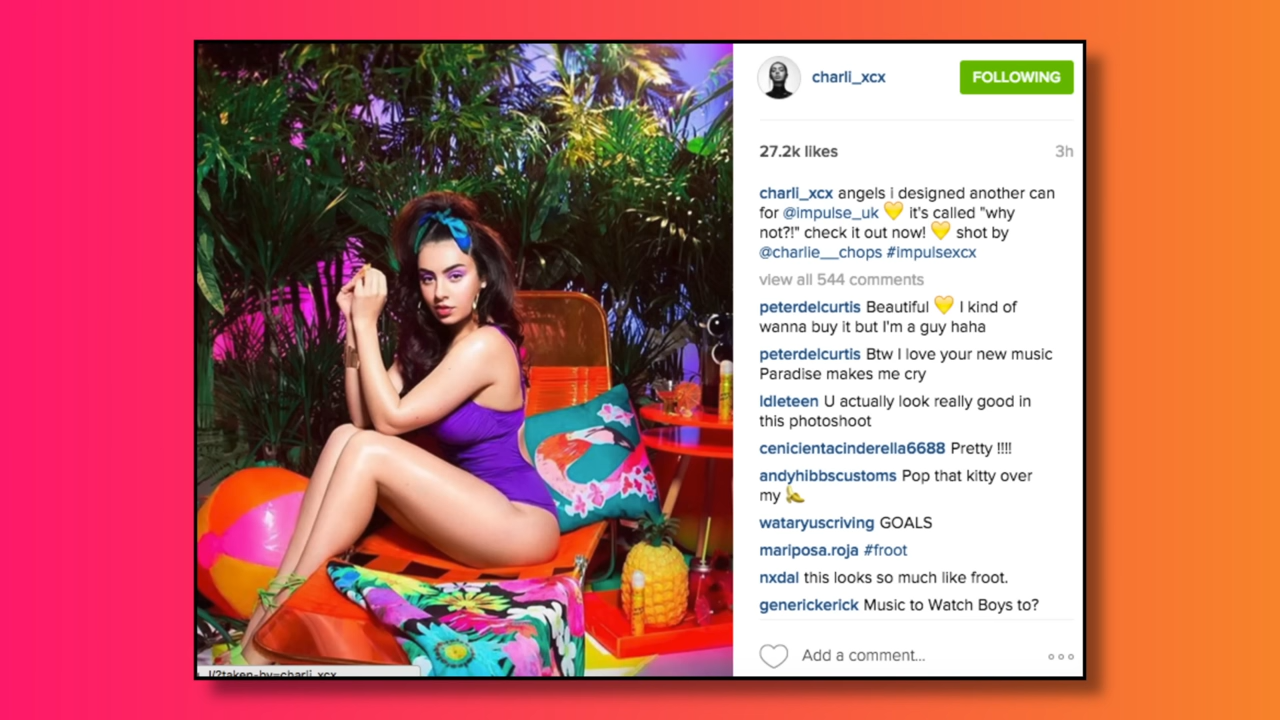 charli_xcx
FOLLOWING
27.2k likes
3h
charli_xcx angels i designed another can
for @impulse_uk 💛 it's called "why
not?!" check it out now! 💛 shot by
@charlie__chops #impulsexcx
view all 544 comments
peterdelcurtis Beautiful 💛 I kind of
wanna buy it but I'm a guy haha
peterdelcurtis Btw I love your new music
Paradise makes me cry
ldleteen U actually look really good in
this photoshoot
cenicientacinderella6688 Pretty !!!!
andyhibbscustoms Pop that kitty over
my 🍌
wataryuscriving GOALS
mariposa.roja #froot
nxdal this looks so much like froot.
generickerick Music to Watch Boys to?
Add a comment...
/?taken-by=charli_xcx